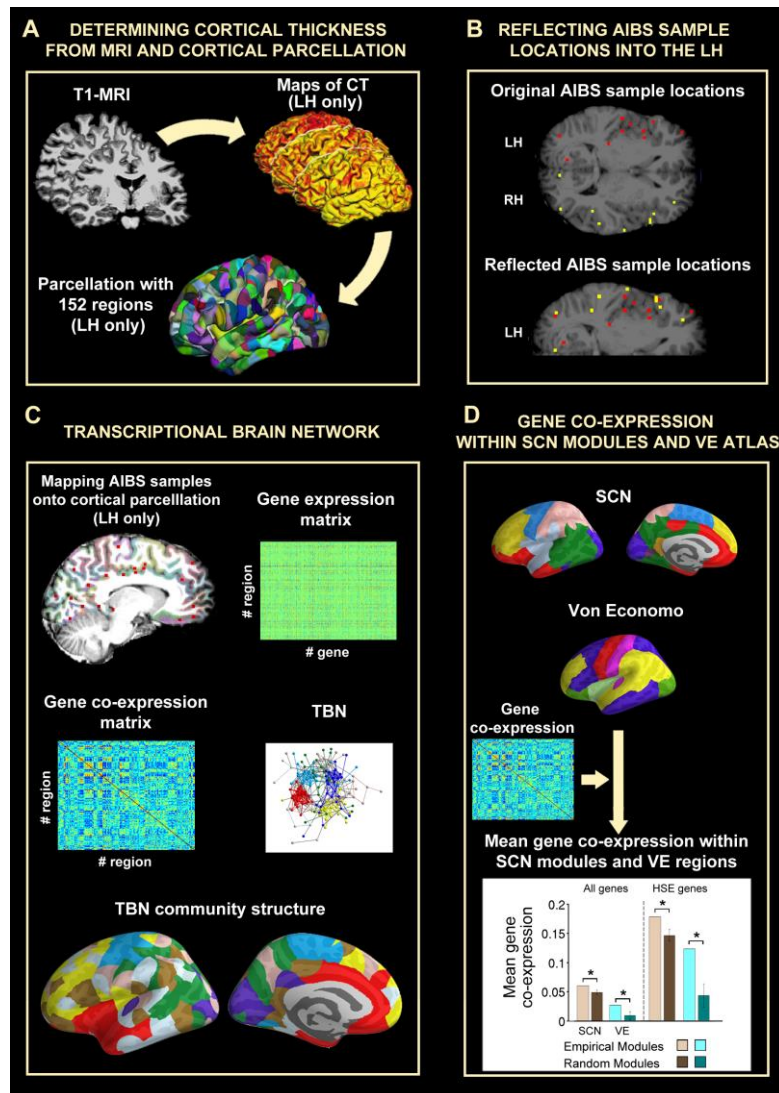 A
DETERMINING CORTICAL THICKNESS
FROM MRI AND CORTICAL PARCELLATION
T1-MRI
Maps of CT
(LH only)
Parcellation with
152 regions
(LH only)
B
REFLECTING AIBS SAMPLE
LOCATIONS INTO THE LH
Original AIBS sample locations
LH
RH
Reflected AIBS sample locations
LH
C
TRANSCRIPTIONAL BRAIN NETWORK
Mapping AIBS samples
onto cortical parcelllation
(LH only)
Gene expression
matrix
# region
# gene
Gene co-expression
matrix
# region
# region
TBN
TBN community structure
D
GENE CO-EXPRESSION
WITHIN SCN MODULES AND VE ATLAS
SCN
Von Economo
Gene
co-expression
Mean gene co-expression within
SCN modules and VE regions
All genes
HSE genes
Mean gene
co-expression
0.2
0.15
0.1
0.05
0
*
*
*
*
SCN
VE
Empirical Modules
Random Modules